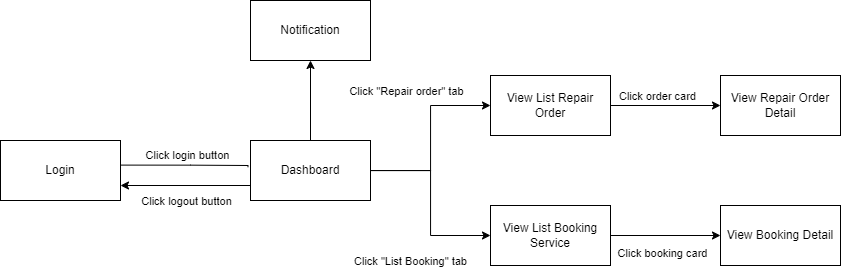 Notification
Click "Repair order" tab
View List Repair
Order
Click order card
View Repair Order
Detail
Login
Click login button
Click logout button
Dashboard
Click "List Booking" tab
View List Booking
Service
Click booking card
View Booking Detail